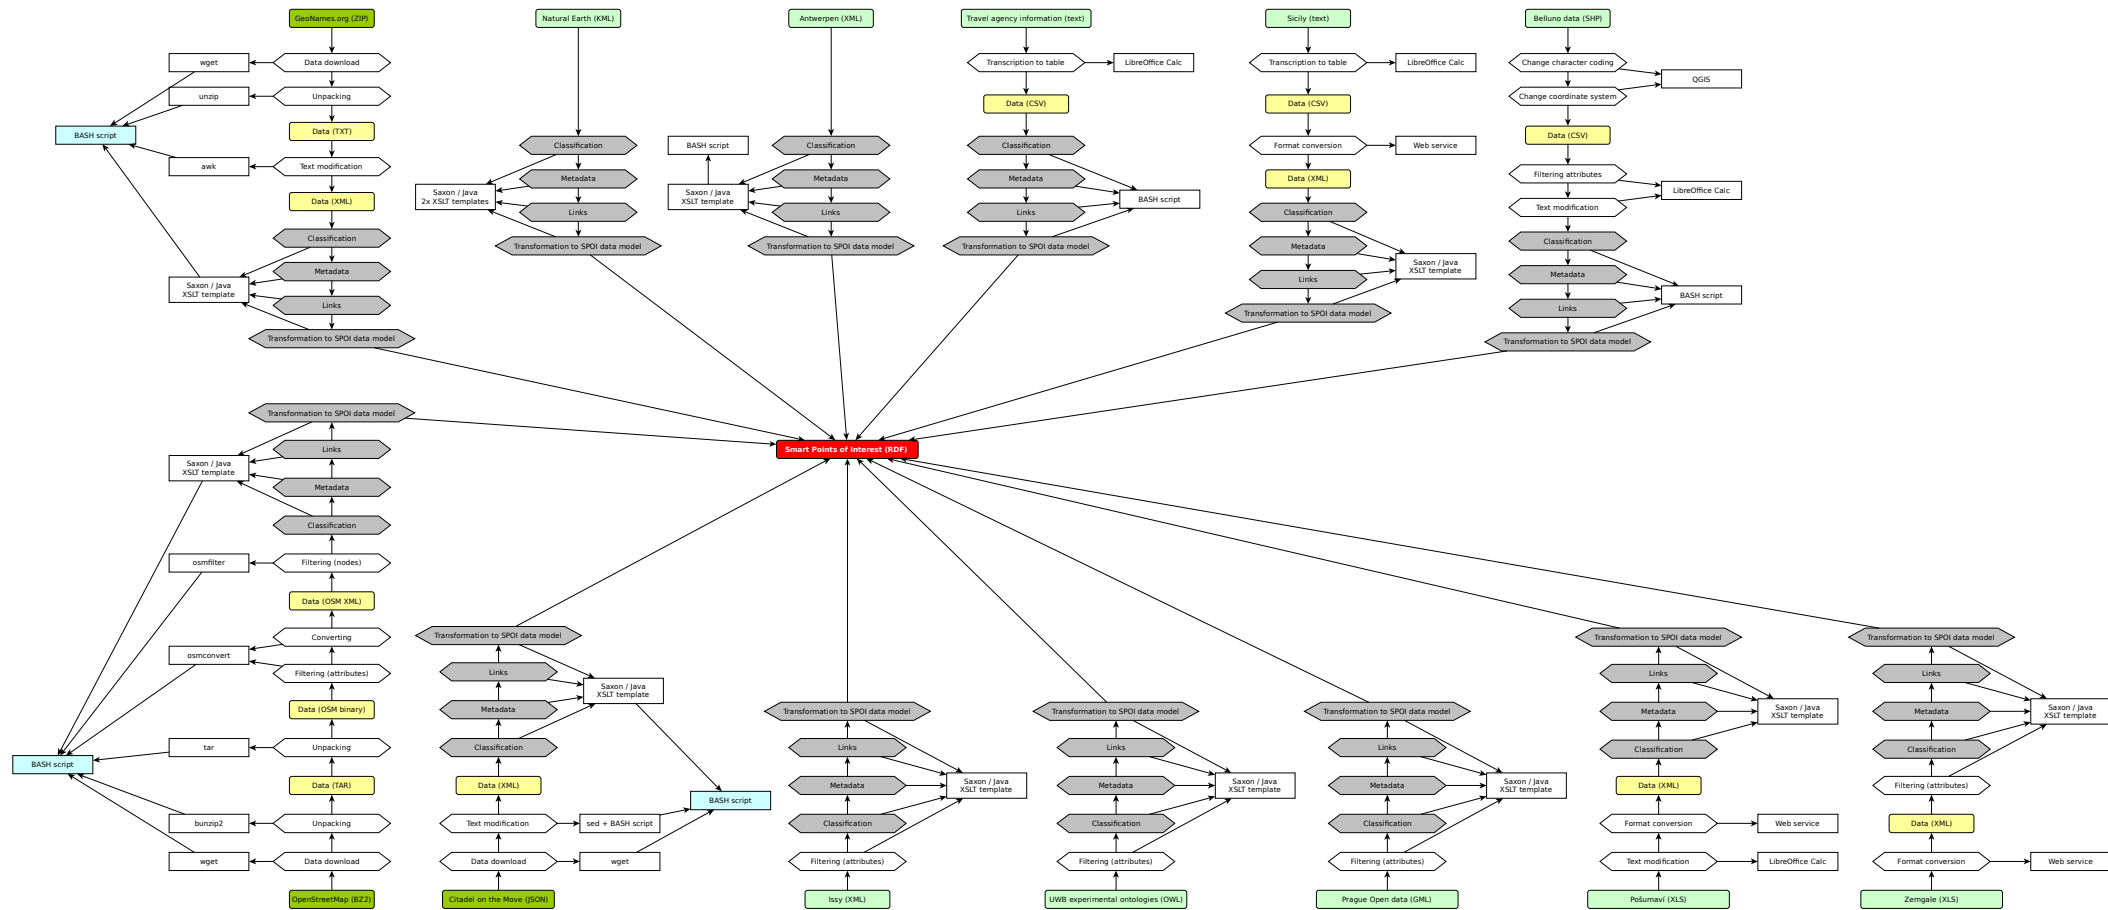 GeoNames.org (ZIP)
wget
Data download
unzip
Unpacking
BASH script
Data (TXT)
awk
Text modification
Data (XML)
Classification
Saxon / Java
XSLT template
Metadata
Links
Transformation to SPOI data model
Natural Earth (KML)
Classification
Metadata
Saxon / Java
2x XSLT templates
Links
Transformation to SPOI data model
Antwerpen (XML)
BASH script
Classification
Metadata
Saxon / Java
XSLT template
Links
Transformation to SPOI data model
Travel agency information (text)
Transcription to table
LibreOffice Calc
Data (CSV)
Classification
Metadata
BASH script
Links
Transformation to SPOI data model
Sicily (text)
Transcription to table
LibreOffice Calc
Data (CSV)
Format conversion
Web service
Data (XML)
Classification
Metadata
Saxon / Java
XSLT template
Links
Transformation to SPOI data model
Belluno data (SHP)
Change character coding
QGIS
Change coordinate system
Data (CSV)
Filtering attributes
LibreOffice Calc
Text modification
Classification
Metadata
BASH script
Links
Transformation to SPOI data model
Smart Points of Interest (RDF)
Transformation to SPOI data model
Links
Saxon / Java
XSLT template
Metadata
Classification
osmfilter
Filtering (nodes)
Data (OSM XML)
Converting
osmconvert
Filtering (attributes)
Data (OSM binary)
tar
Unpacking
BASH script
Data (TAR)
bunzip2
Unpacking
wget
Data download
OpenStreetMap (BZ2)
Transformation to SPOI data model
Links
Saxon / Java
XSLT template
Metadata
Classification
Data (XML)
BASH script
Text modification
sed + BASH script
Data download
wget
Citadel on the Move (JSON)
Transformation to SPOI data model
Links
Metadata
Saxon / Java
XSLT template
Classification
Filtering (attributes)
Issy (XML)
Transformation to SPOI data model
Links
Metadata
Saxon / Java
XSLT template
Classification
Filtering (attributes)
UWB experimental ontologies (OWL)
Transformation to SPOI data model
Links
Metadata
Saxon / Java
XSLT template
Classification
Filtering (attributes)
Prague Open data (GML)
Transformation to SPOI data model
Links
Metadata
Saxon / Java
XSLT template
Classification
Data (XML)
Format conversion
Web service
Text modification
LibreOffice Calc
Pošumaví (XLS)
Transformation to SPOI data model
Links
Metadata
Saxon / Java
XSLT template
Classification
Filtering (attributes)
Data (XML)
Format conversion
Web service
Zemgale (XLS)